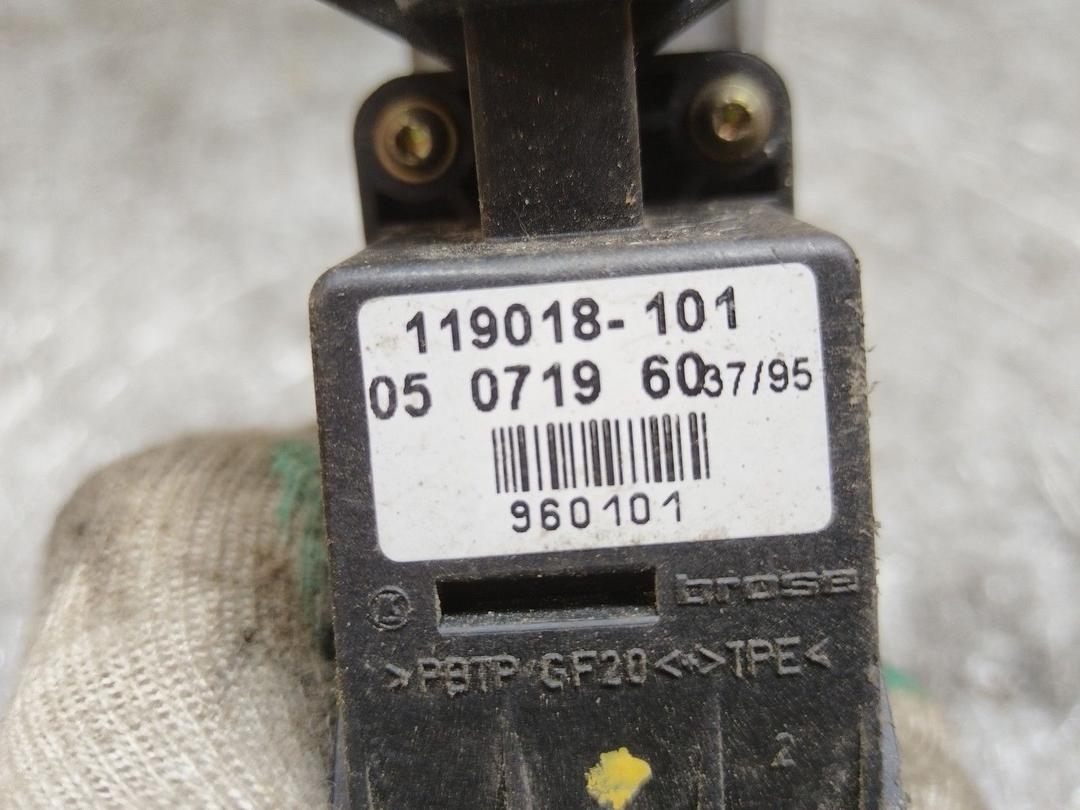 119018-101
05 0719 60 37/95
960101
brose
>PBTP GF20<->TPE<
2